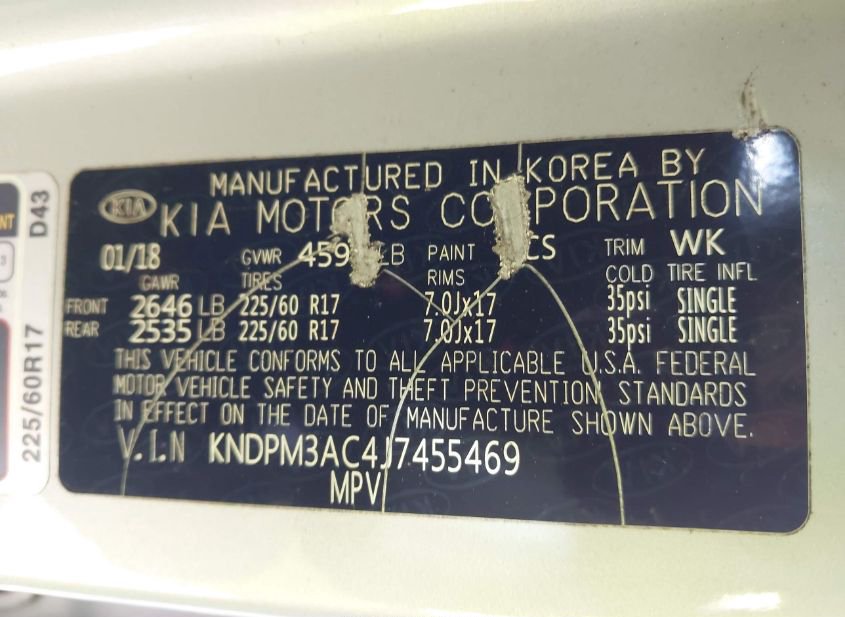 MANUFACTURED IN KOREA BY
KIA
KIA MOTORS CORPORATION
01/18 GVWR LB PAINT TRIM WK
GAWR TIRES RIMS COLD TIRE INFL
FRONT 2646 LB 225/60 R17 7.0Jx17 35psi SINGLE
REAR 2535 LB 225/60 R17 7.0Jx17 35psi SINGLE
THIS VEHICLE CONFORMS TO ALL APPLICABLE U.S.A. FEDERAL
MOTOR VEHICLE SAFETY AND THEFT PREVENTION STANDARDS
IN EFFECT ON THE DATE OF MANUFACTURE SHOWN ABOVE.
V.I.N KNDPM3AC4J7455469
MPV
D43
225/60R17